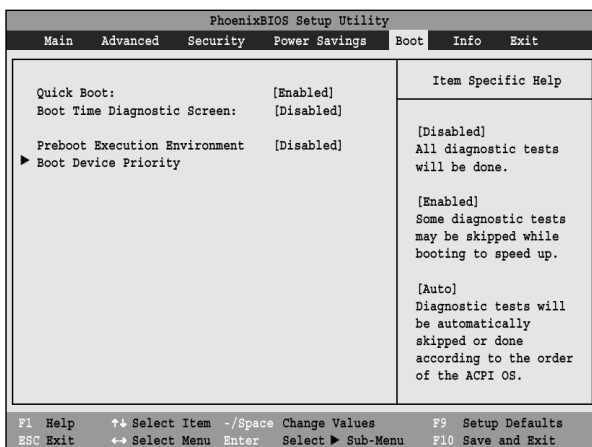 PhoenixBIOS Setup Utility
Main Advanced Security Power Savings Boot Info Exit
Quick Boot: [Enabled]
Boot Time Diagnostic Screen: [Disabled]
Preboot Execution Environment [Disabled]
▶ Boot Device Priority
Item Specific Help
[Disabled]
All diagnostic tests
will be done.
[Enabled]
Some diagnostic tests
may be skipped while
booting to speed up.
[Auto]
Diagnostic tests will
be automatically
skipped or done
according to the order
of the ACPI OS.
F1 Help ↑↓ Select Item -/Space Change Values F9 Setup Defaults
ESC Exit ←→ Select Menu Enter Select ▶ Sub-Menu F10 Save and Exit